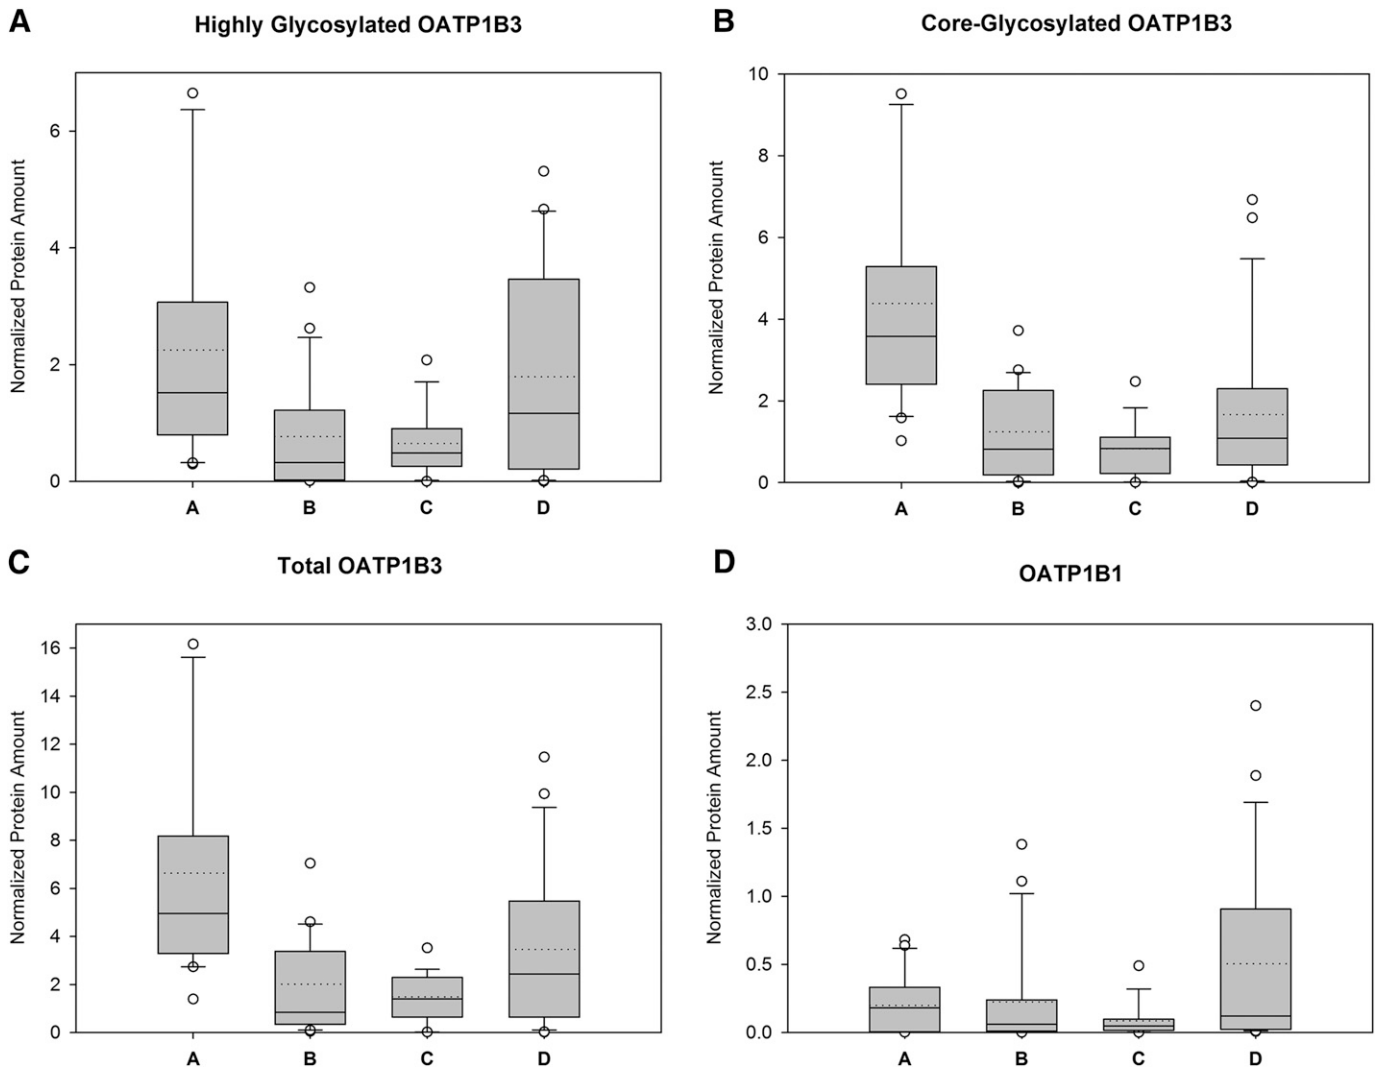 A
Highly Glycosylated OATP1B3
Normalized Protein Amount
6
4
2
0
A B C D
B
Core-Glycosylated OATP1B3
Normalized Protein Amount
10
8
6
4
2
0
A B C D
C
Total OATP1B3
Normalized Protein Amount
16
14
12
10
8
6
4
2
0
A B C D
D
OATP1B1
Normalized Protein Amount
3.0
2.5
2.0
1.5
1.0
0.5
0.0
A B C D